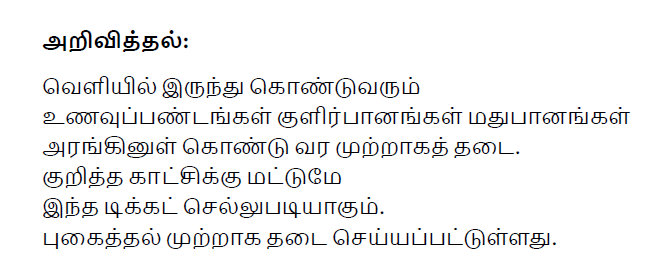 அறிவித்தல்:
வெளியில் இருந்து கொண்டுவரும்
உணவுப்பண்டங்கள் குளிர்பானங்கள் மதுபானங்கள்
அரங்கினுள் கொண்டு வர முற்றாகத் தடை.
குறித்த காட்சிக்கு மட்டுமே
இந்த டிக்கட் செல்லுபடியாகும்.
புகைத்தல் முற்றாக தடை செய்யப்பட்டுள்ளது.